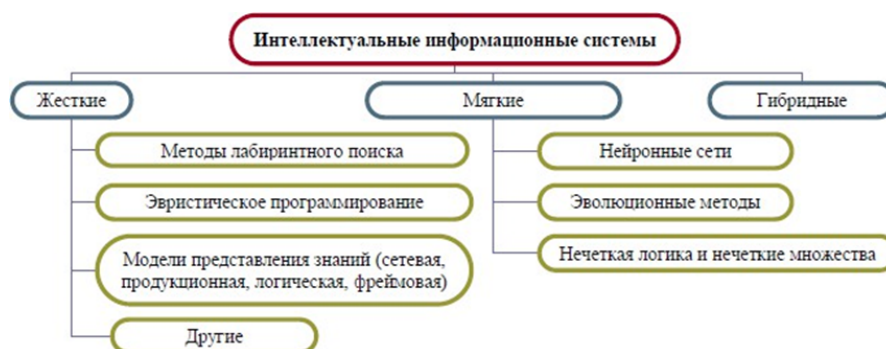 Интеллектуальные информационные системы
Жесткие
Мягкие
Гибридные
Методы лабиринтного поиска
Эвристическое программирование
Модели представления знаний (сетевая,
продукционная, логическая, фреймовая)
Другие
Нейронные сети
Эволюционные методы
Нечеткая логика и нечеткие множества